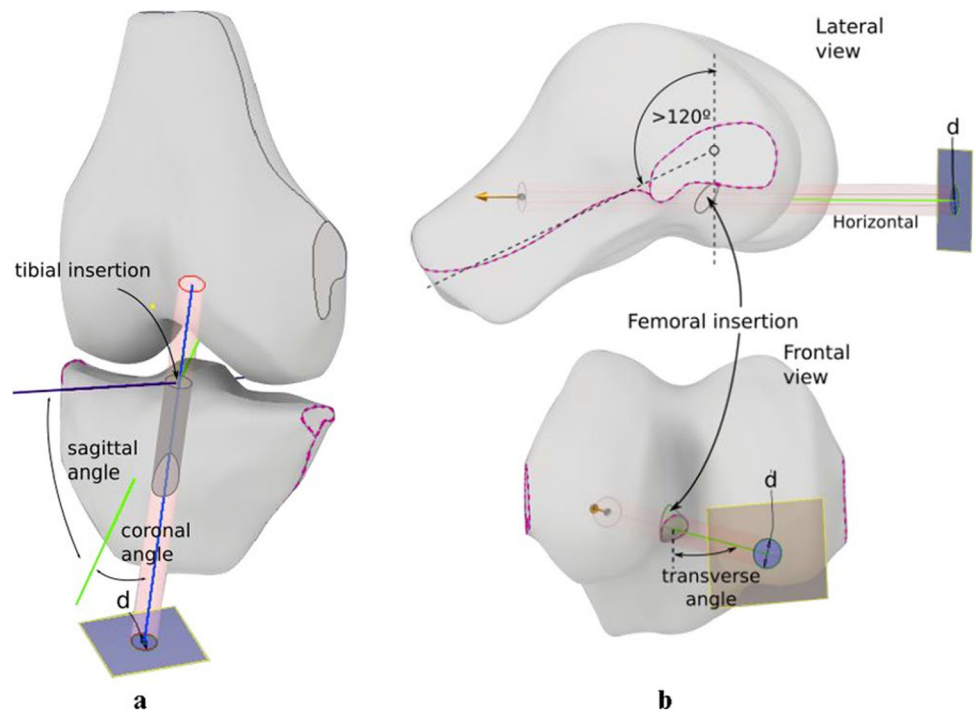 tibial insertion
sagittal
angle
coronal
angle
d
a
Lateral
view
>120º
d
Horizontal
Femoral insertion
Frontal
view
d
transverse
angle
b